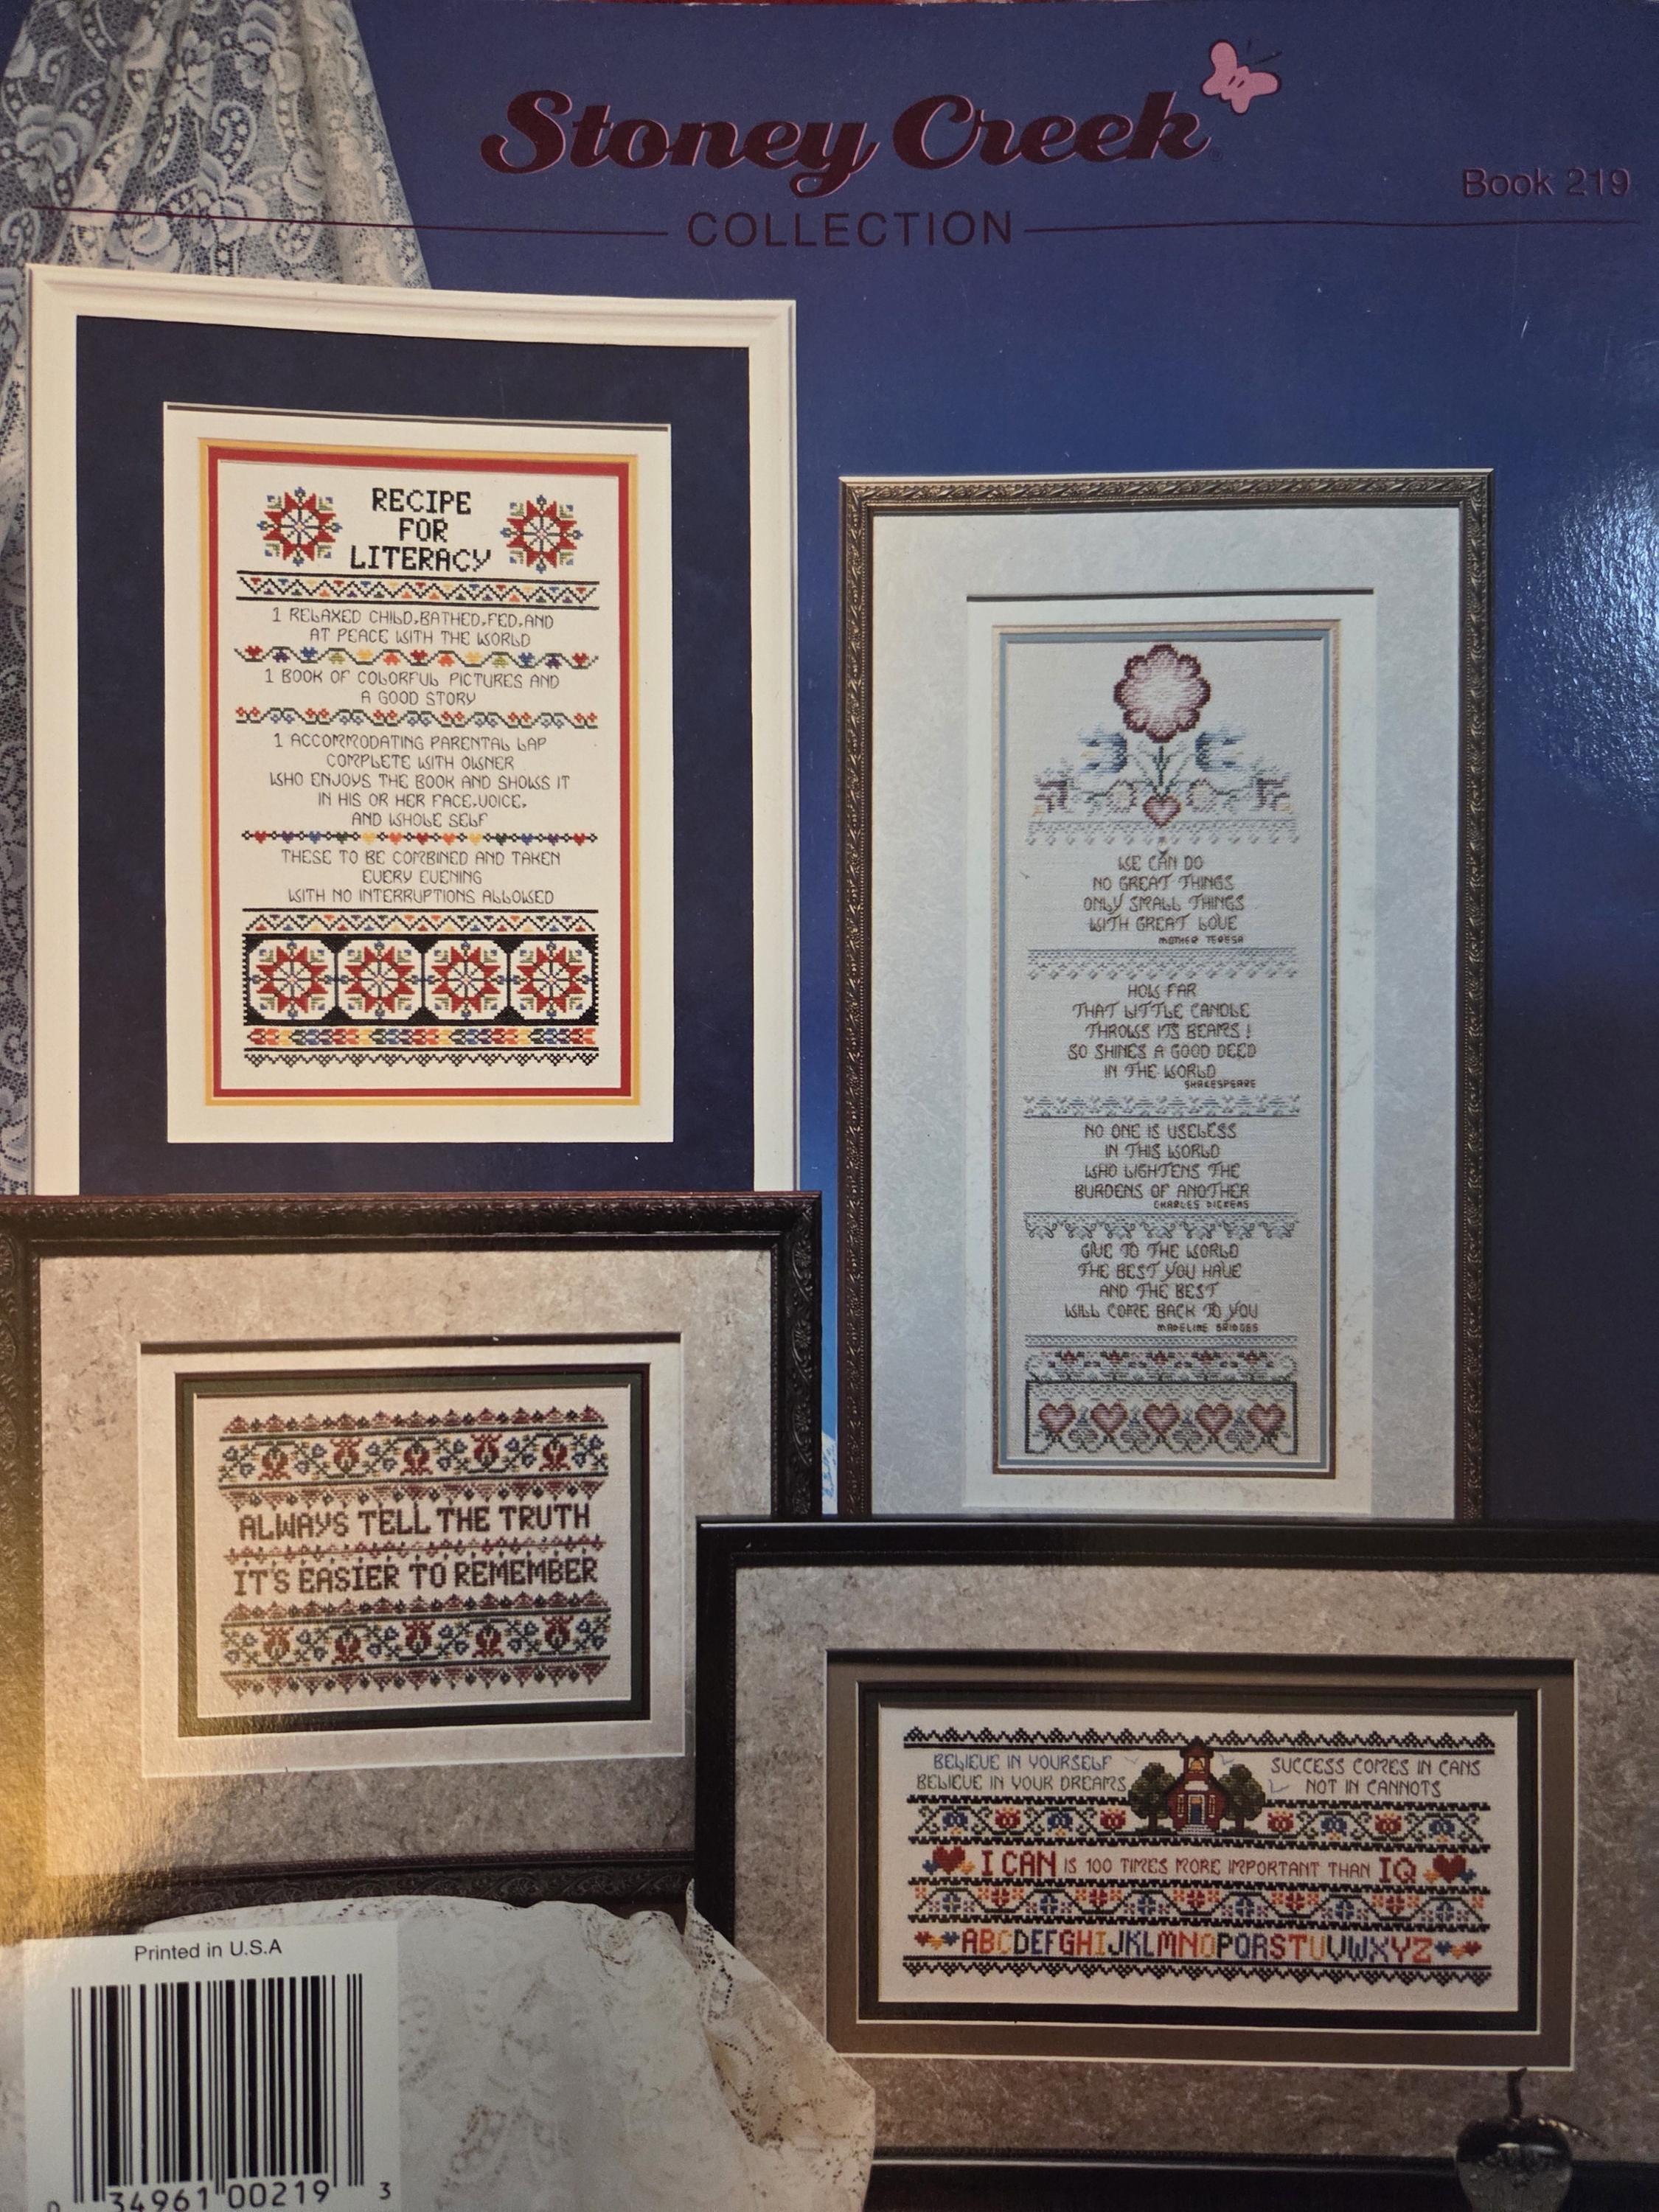 Stoney Creek
COLLECTION
Book 219
RECIPE
FOR
LITERACY
1 RELAXED CHILD, BATHED, FED, AND
AT PEACE WITH THE WORLD
1 BOOK OF COLORFUL PICTURES AND
A GOOD STORY
1 ACCOMMODATING PARENTAL LAP
COMPLETE WITH OWNER
WHO ENJOYS THE BOOK AND SHOWS IT
IN HIS OR HER FACE, VOICE,
AND WHOLE SELF
THESE TO BE COMBINED AND TAKEN
EVERY EVENING
WITH NO INTERRUPTIONS ALLOWED
WE CAN DO
NO GREAT THINGS
ONLY SMALL THINGS
WITH GREAT LOVE
MOTHER TERESA
HOW FAR
THAT LITTLE CANDLE
THROWS ITS BEAMS!
SO SHINES A GOOD DEED
IN THE WORLD
SHAKESPEARE
NO ONE IS USELESS
IN THIS WORLD
WHO LIGHTENS THE
BURDENS OF ANOTHER
CHARLES DICKENS
GIVE TO THE WORLD
THE BEST YOU HAVE
AND THE BEST
WILL COME BACK TO YOU
MADELINE BRIDGES
ALWAYS TELL THE TRUTH
IT'S EASIER TO REMEMBER
BELIEVE IN YOURSELF
BELIEVE IN YOUR DREAMS
SUCCESS COMES IN CANS
NOT IN CANNOTS
I CAN IS 100 TIMES MORE IMPORTANT THAN IQ
ABCDEFGHIJKLMNOPQRSTUVWXYZ
Printed in U.S.A
0 34961 00219 3